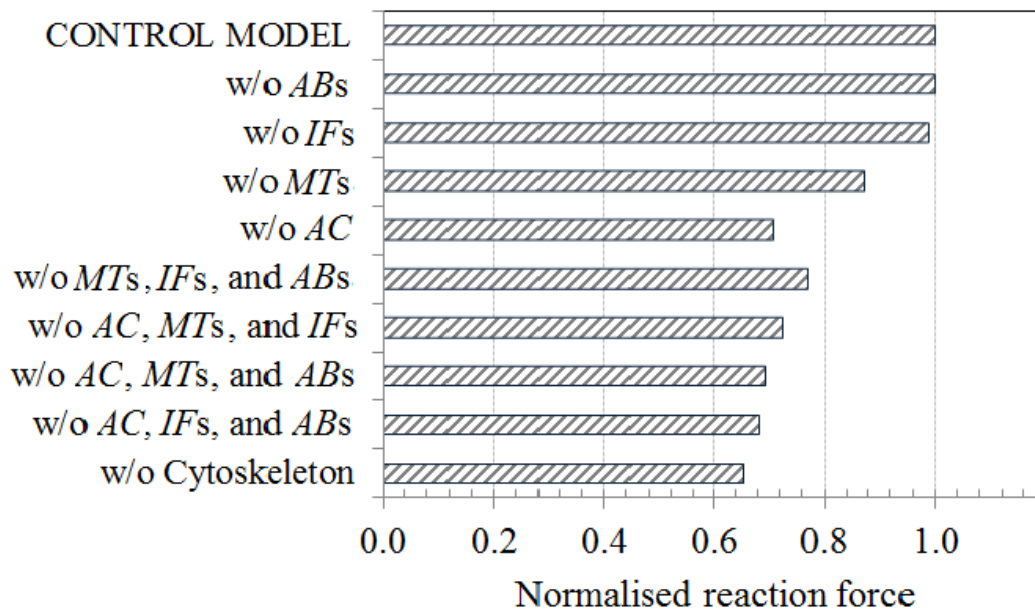 CONTROL MODEL
w/o ABs
w/o IFs
w/o MTs
w/o AC
w/o MTs, IFs, and ABs
w/o AC, MTs, and IFs
w/o AC, MTs, and ABs
w/o AC, IFs, and ABs
w/o Cytoskeleton
0.0 0.2 0.4 0.6 0.8 1.0
Normalised reaction force